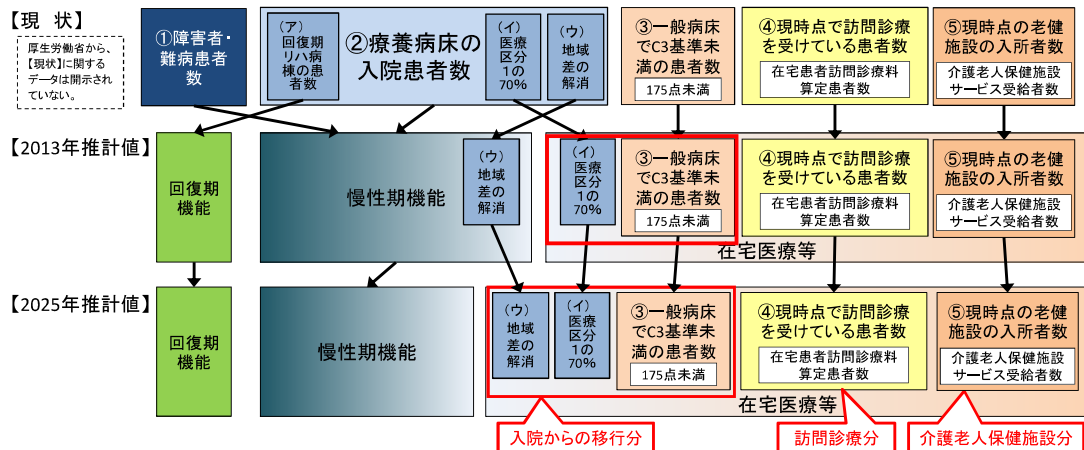 【現 状】
厚生労働省から、
【現状】に関する
データは開示され
ていない。
①障害者・
難病患者
数
(ア)
回復期
リハ病
棟の患
者数
②療養病床の
入院患者数
(イ)
医療
区分
1の
70%
(ウ)
地域
差の
解消
③一般病床
でC3基準未
満の患者数
175点未満
④現時点で訪問診療
を受けている患者数
在宅患者訪問診療料
算定患者数
⑤現時点の老健
施設の入所者数
介護老人保健施設
サービス受給者数
【2013年推計値】
回復期
機能
慢性期機能
(ウ)
地域
差の
解消
(イ)
医療
区分
1の
70%
③一般病床
でC3基準未
満の患者数
175点未満
④現時点で訪問診療
を受けている患者数
在宅患者訪問診療料
算定患者数
⑤現時点の老健
施設の入所者数
介護老人保健施設
サービス受給者数
在宅医療等
【2025年推計値】
回復期
機能
慢性期機能
(ウ)
地域
差の
解消
(イ)
医療
区分
1の
70%
③一般病床
でC3基準未
満の患者数
175点未満
④現時点で訪問診療
を受けている患者数
在宅患者訪問診療料
算定患者数
⑤現時点の老健
施設の入所者数
介護老人保健施設
サービス受給者数
在宅医療等
入院からの移行分
訪問診療分
介護老人保健施設分